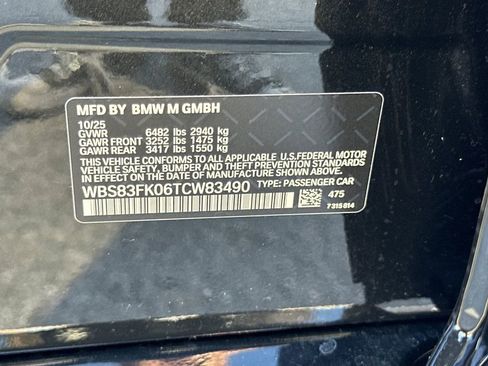 MFD BY BMW M GMBH
10/25
GVWR 6482 lbs 2940 kg
GAWR FRONT 3252 lbs 1475 kg
GAWR REAR 3417 lbs 1550 kg
THIS VEHICLE CONFORMS TO ALL APPLICABLE U.S.FEDERAL MOTOR
VEHICLE SAFETY, BUMPER AND THEFT PREVENTION STANDARDS
IN EFFECT ON THE DATE OF MANUFACTURE SHOWN ABOVE.
WBS83FK06TCW83490 TYPE: PASSENGER CAR
475
7315814